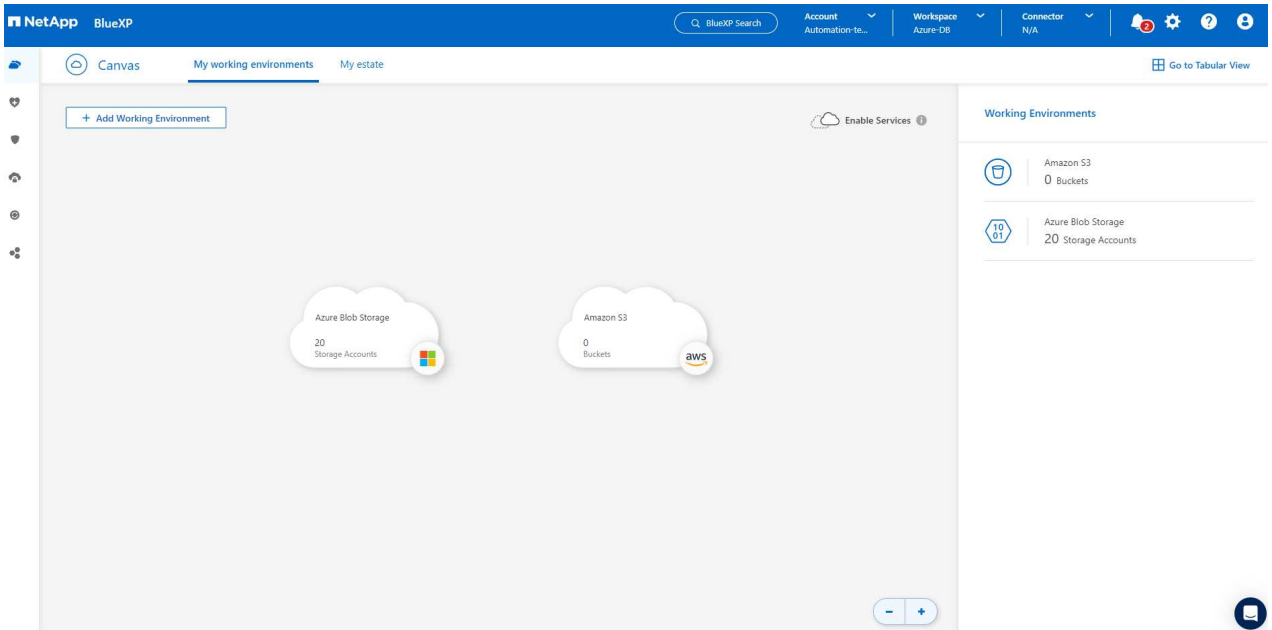 NetApp BlueXP
BlueXP Search
Account
Automation-te...
Workspace
Azure-DB
Connector
N/A
2
?
Canvas
My working environments
My estate
Go to Tabular View
+ Add Working Environment
Enable Services i
Azure Blob Storage
20
Storage Accounts
Amazon S3
0
Buckets
aws
Working Environments
Amazon S3
0 Buckets
10
01
Azure Blob Storage
20 Storage Accounts
- +